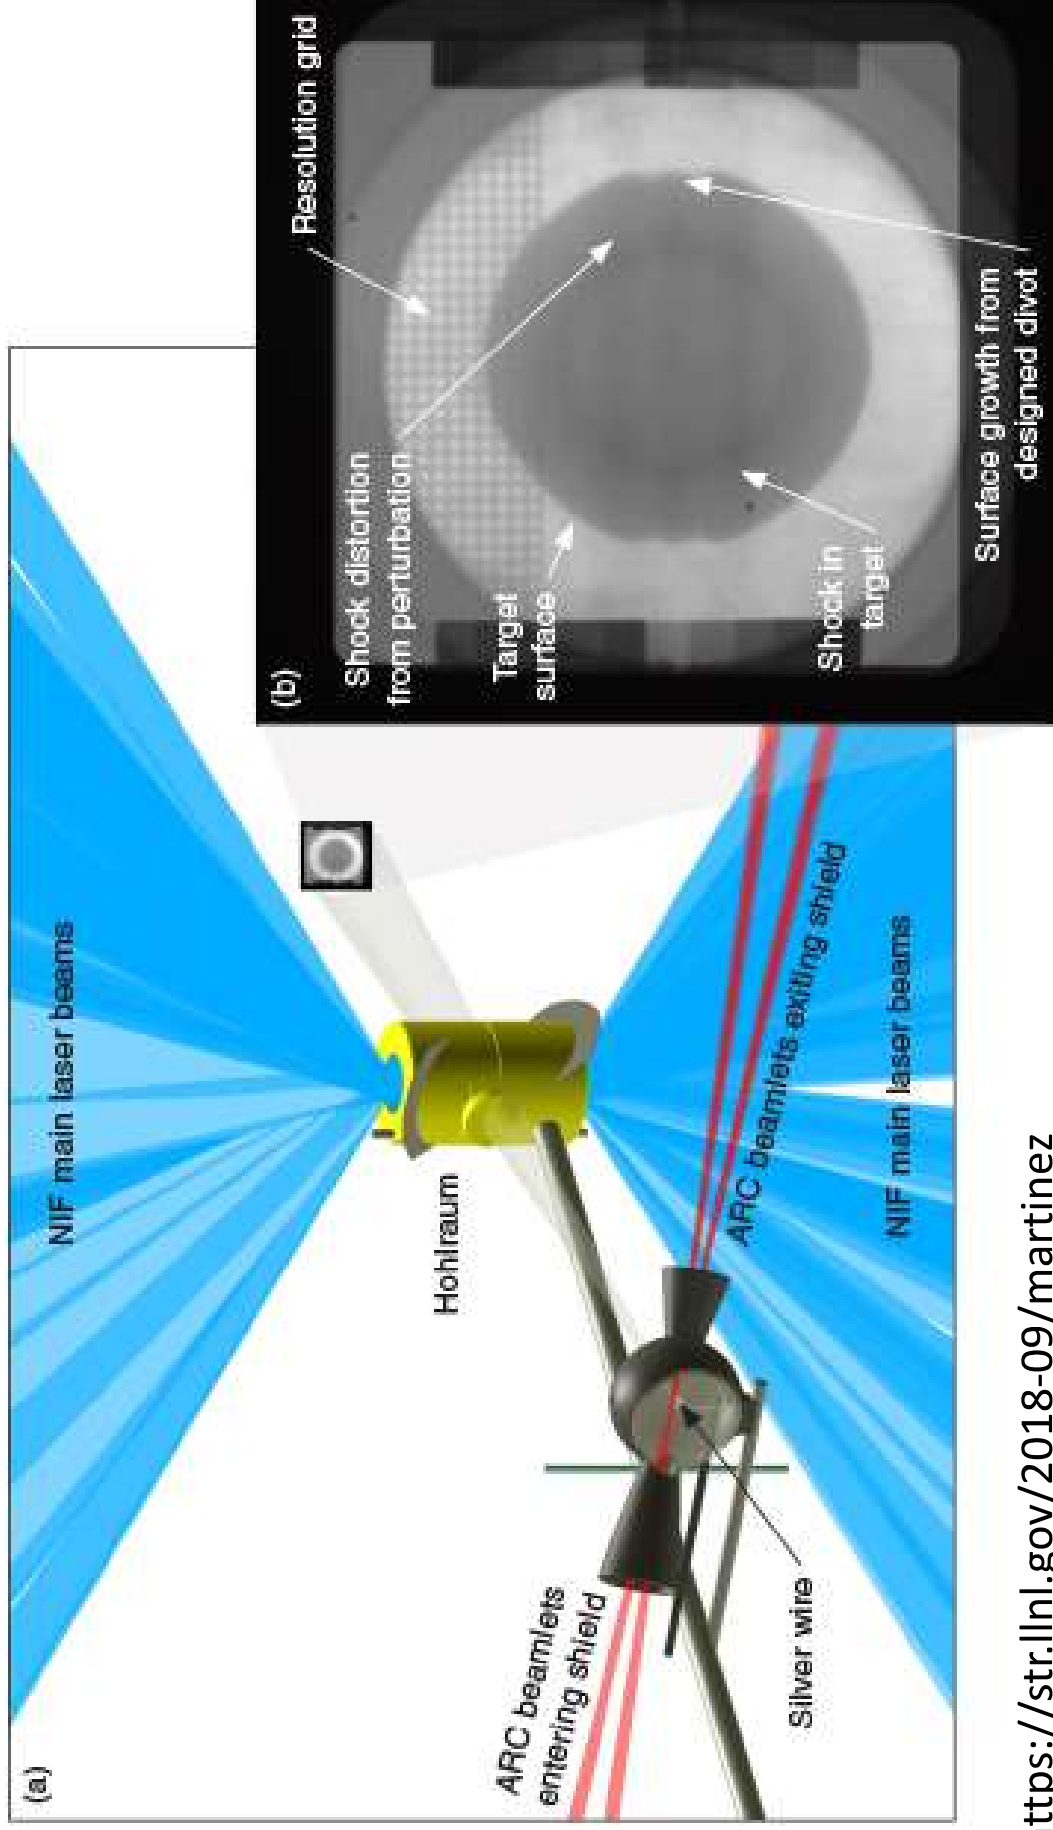 (a)
NIF main laser beams
Hohlraum
ARC beamlets
entering shield
Silver wire
ARC beamlets exiting shield
NIF main laser beams
(b)
Resolution grid
Shock distortion
from perturbation
Target
surface
Shock in
target
Surface growth from
designed divot
ttps://str.llnl.gov/2018-09/martinez